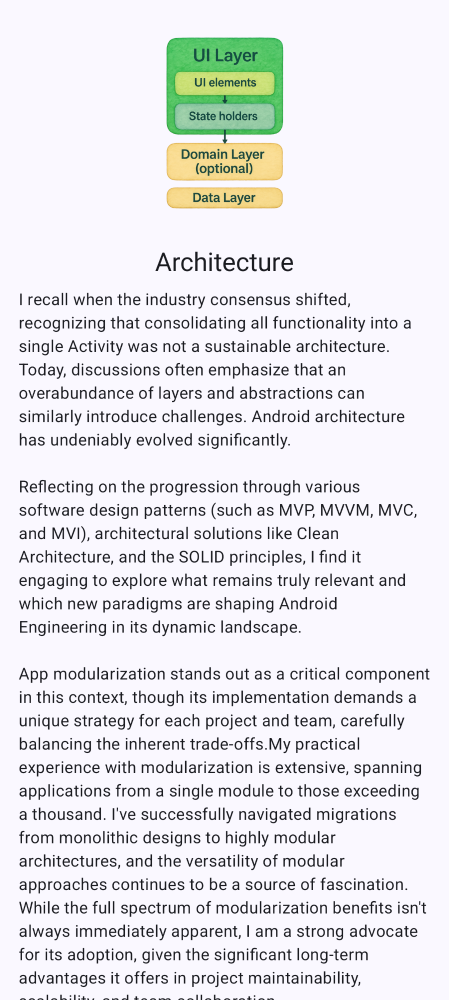 UI Layer
UI elements
State holders
Domain Layer
(optional)
Data Layer
Architecture
I recall when the industry consensus shifted,
recognizing that consolidating all functionality into a
single Activity was not a sustainable architecture.
Today, discussions often emphasize that an
overabundance of layers and abstractions can
similarly introduce challenges. Android architecture
has undeniably evolved significantly.
Reflecting on the progression through various
software design patterns (such as MVP, MVVM, MVC,
and MVI), architectural solutions like Clean
Architecture, and the SOLID principles, I find it
engaging to explore what remains truly relevant and
which new paradigms are shaping Android
Engineering in its dynamic landscape.
App modularization stands out as a critical component
in this context, though its implementation demands a
unique strategy for each project and team, carefully
balancing the inherent trade-offs.My practical
experience with modularization is extensive, spanning
applications from a single module to those exceeding
a thousand. I've successfully navigated migrations
from monolithic designs to highly modular
architectures, and the versatility of modular
approaches continues to be a source of fascination.
While the full spectrum of modularization benefits isn't
always immediately apparent, I am a strong advocate
for its adoption, given the significant long-term
advantages it offers in project maintainability,
scalability, and team collaboration.